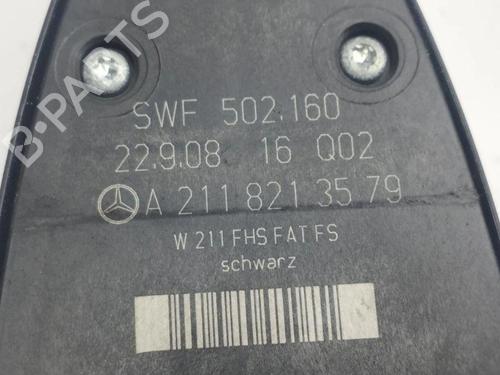 SWF 502.160
22.9.08 16 Q02
A 211 821 35 79
W 211 FHS FAT FS
schwarz
B-PARTS